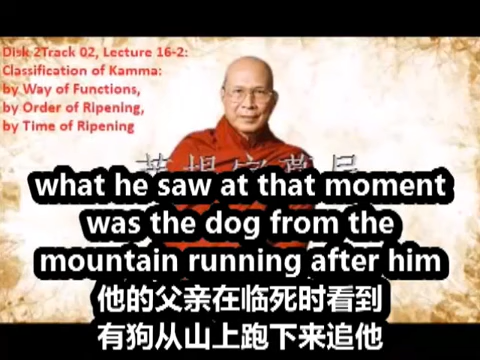 Disk 2Track 02, Lecture 16-2:
Classification of Kamma:
by Way of Functions,
by Order of Ripening,
by Time of Ripening
what he saw at that moment
was the dog from the
mountain running after him
他的父亲在临死时看到
有狗从山上跑下来追他